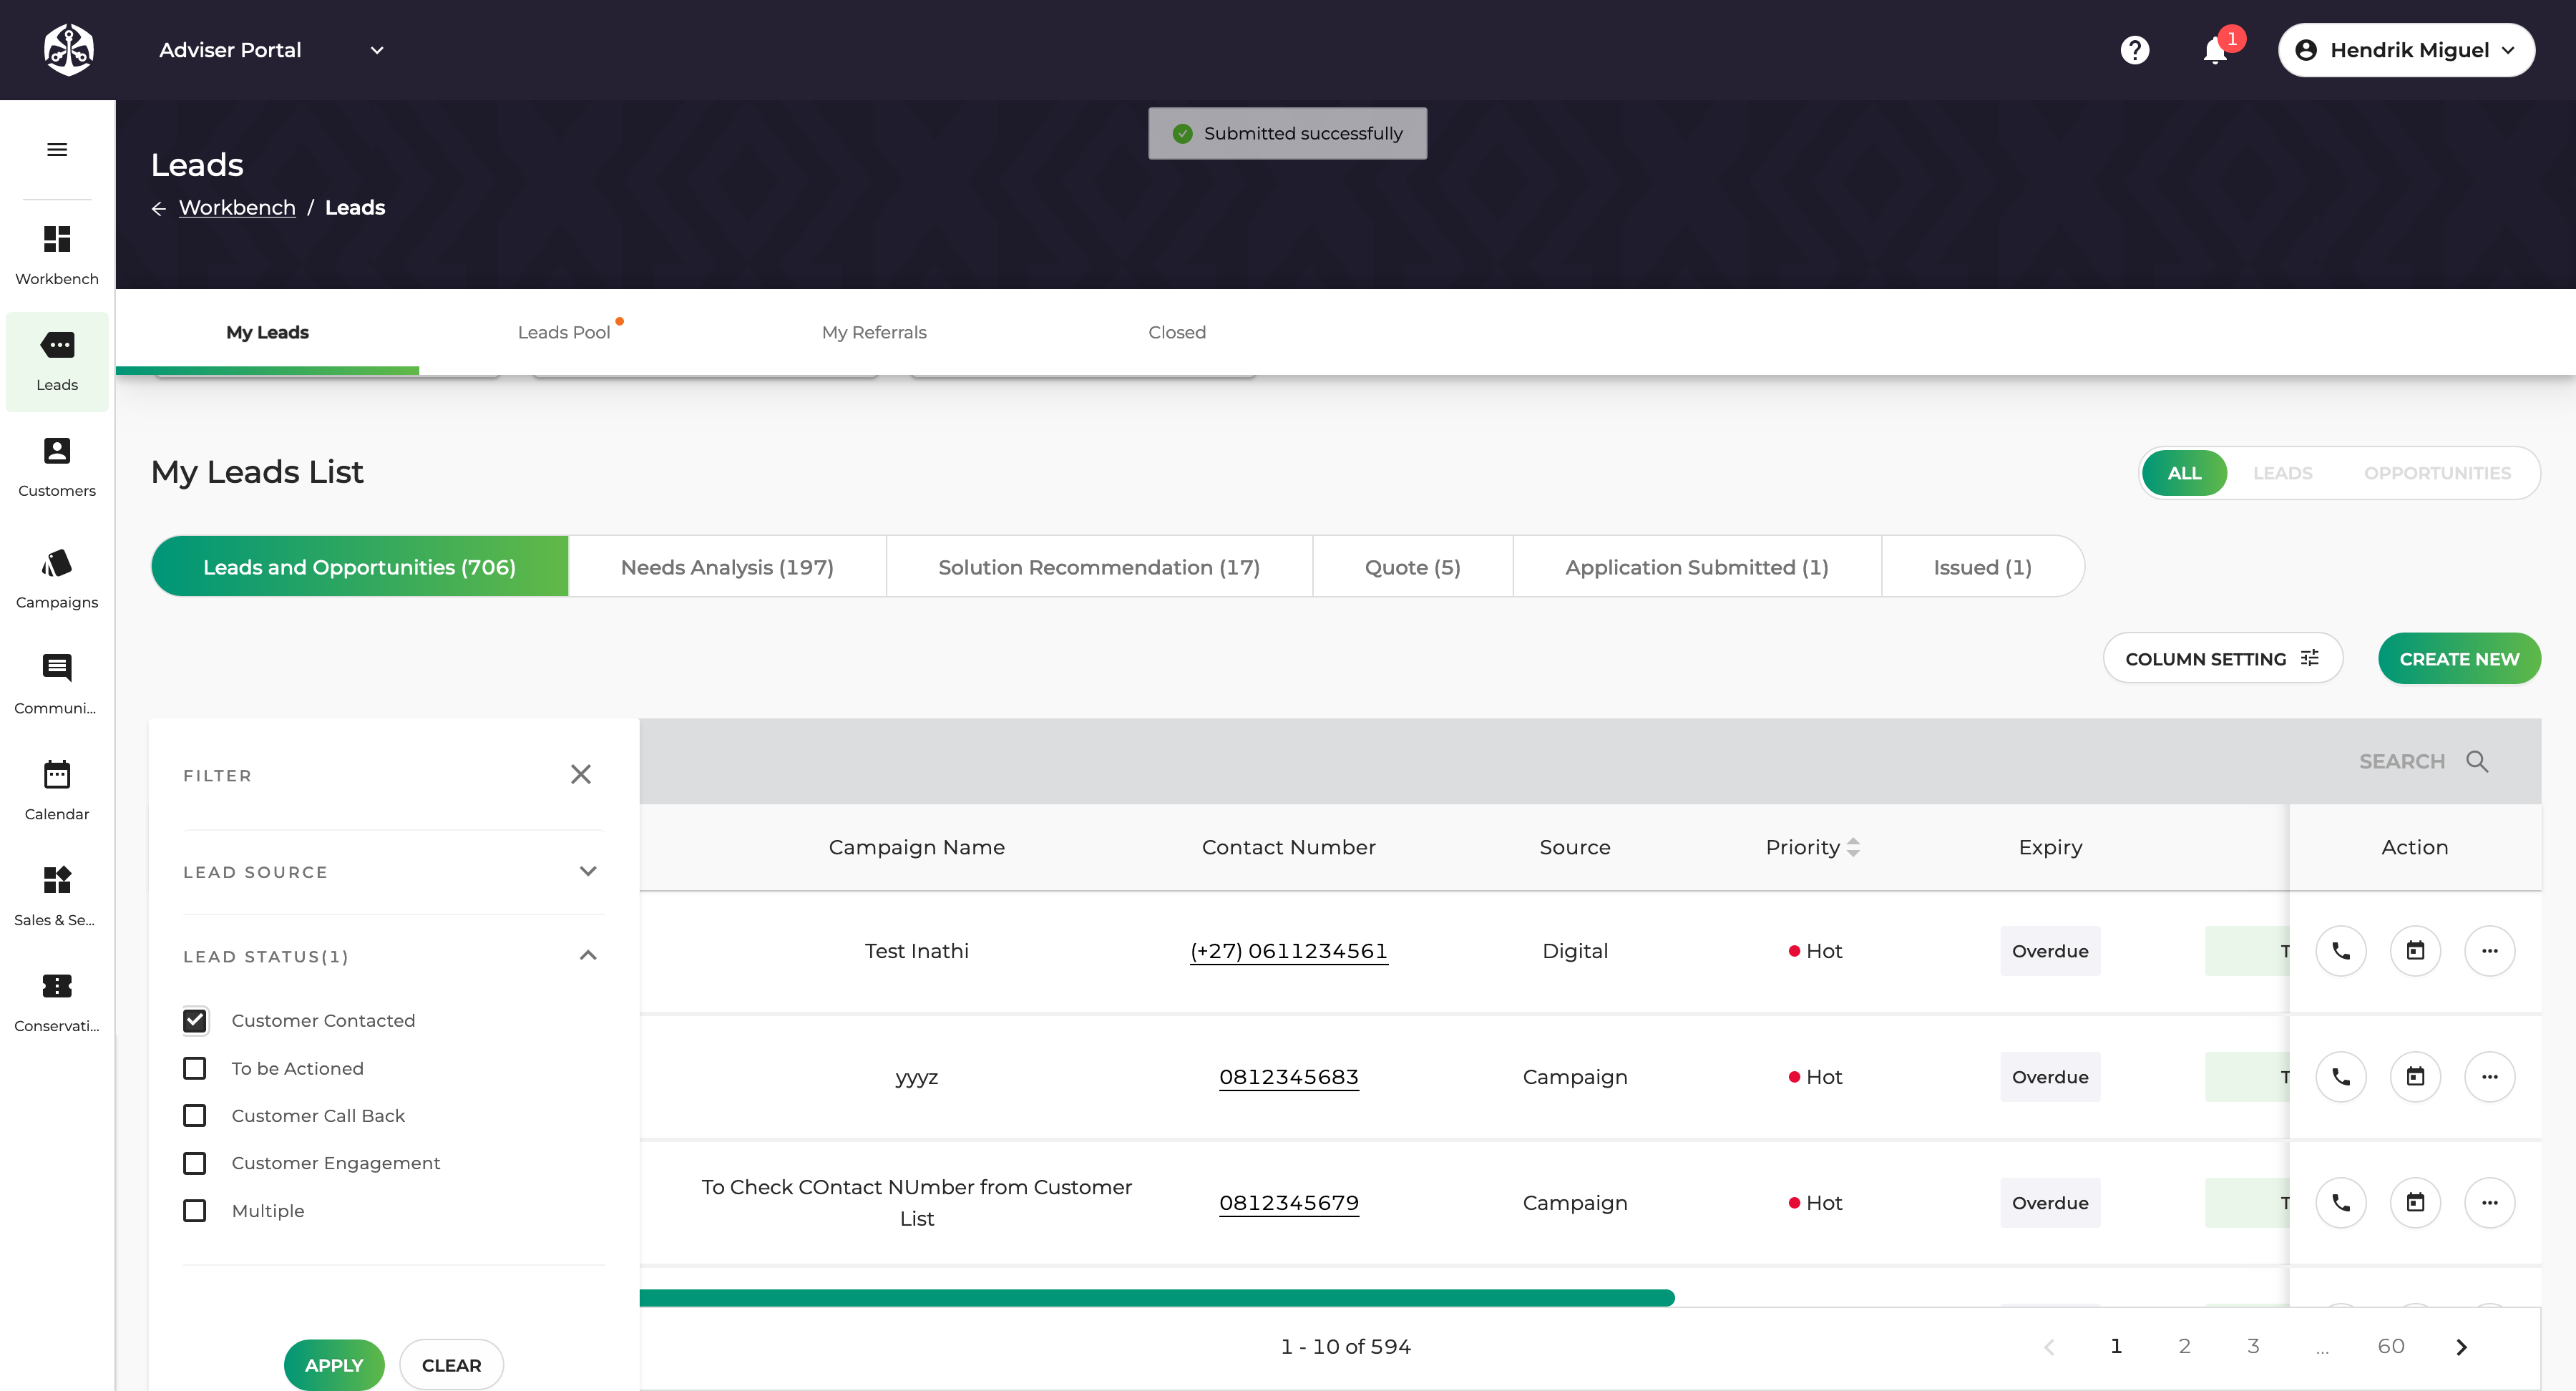 Adviser Portal
1
Hendrik Miguel
Submitted successfully
Leads
Workbench / Leads
Workbench
Leads
Customers
Campaigns
Communi...
Calendar
Sales & Se...
Conservati...
My Leads
Leads Pool
My Referrals
Closed
My Leads List
ALL
LEADS
OPPORTUNITIES
Leads and Opportunities (706)
Needs Analysis (197)
Solution Recommendation (17)
Quote (5)
Application Submitted (1)
Issued (1)
COLUMN SETTING
CREATE NEW
FILTER
LEAD SOURCE
LEAD STATUS(1)
Customer Contacted
To be Actioned
Customer Call Back
Customer Engagement
Multiple
APPLY
CLEAR
SEARCH
Campaign Name
Contact Number
Source
Priority
Expiry
Action
Test Inathi
(+27) 0611234561
Digital
Hot
Overdue
T
yyyz
0812345683
Campaign
Hot
Overdue
T
To Check COntact NUmber from Customer
List
0812345679
Campaign
Hot
Overdue
T
1 - 10 of 594
1
2
3
...
60